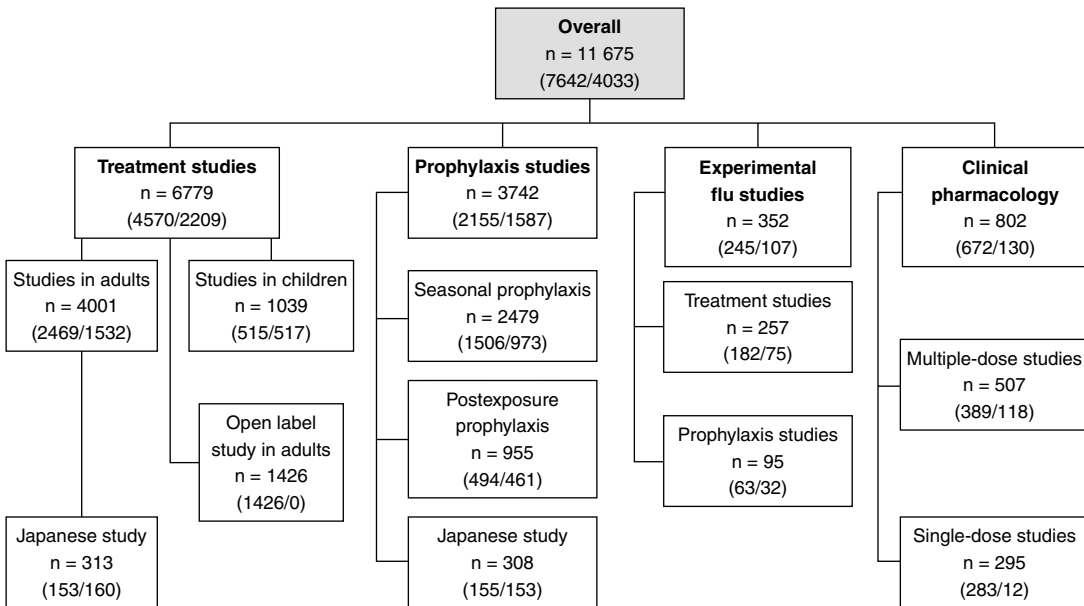 Overall
n = 11 675
(7642/4033)
Treatment studies
n = 6779
(4570/2209)
Studies in adults
n = 4001
(2469/1532)
Studies in children
n = 1039
(515/517)
Open label
study in adults
n = 1426
(1426/0)
Japanese study
n = 313
(153/160)
Prophylaxis studies
n = 3742
(2155/1587)
Seasonal prophylaxis
n = 2479
(1506/973)
Postexposure
prophylaxis
n = 955
(494/461)
Japanese study
n = 308
(155/153)
Experimental
flu studies
n = 352
(245/107)
Treatment studies
n = 257
(182/75)
Prophylaxis studies
n = 95
(63/32)
Clinical
pharmacology
n = 802
(672/130)
Multiple-dose studies
n = 507
(389/118)
Single-dose studies
n = 295
(283/12)